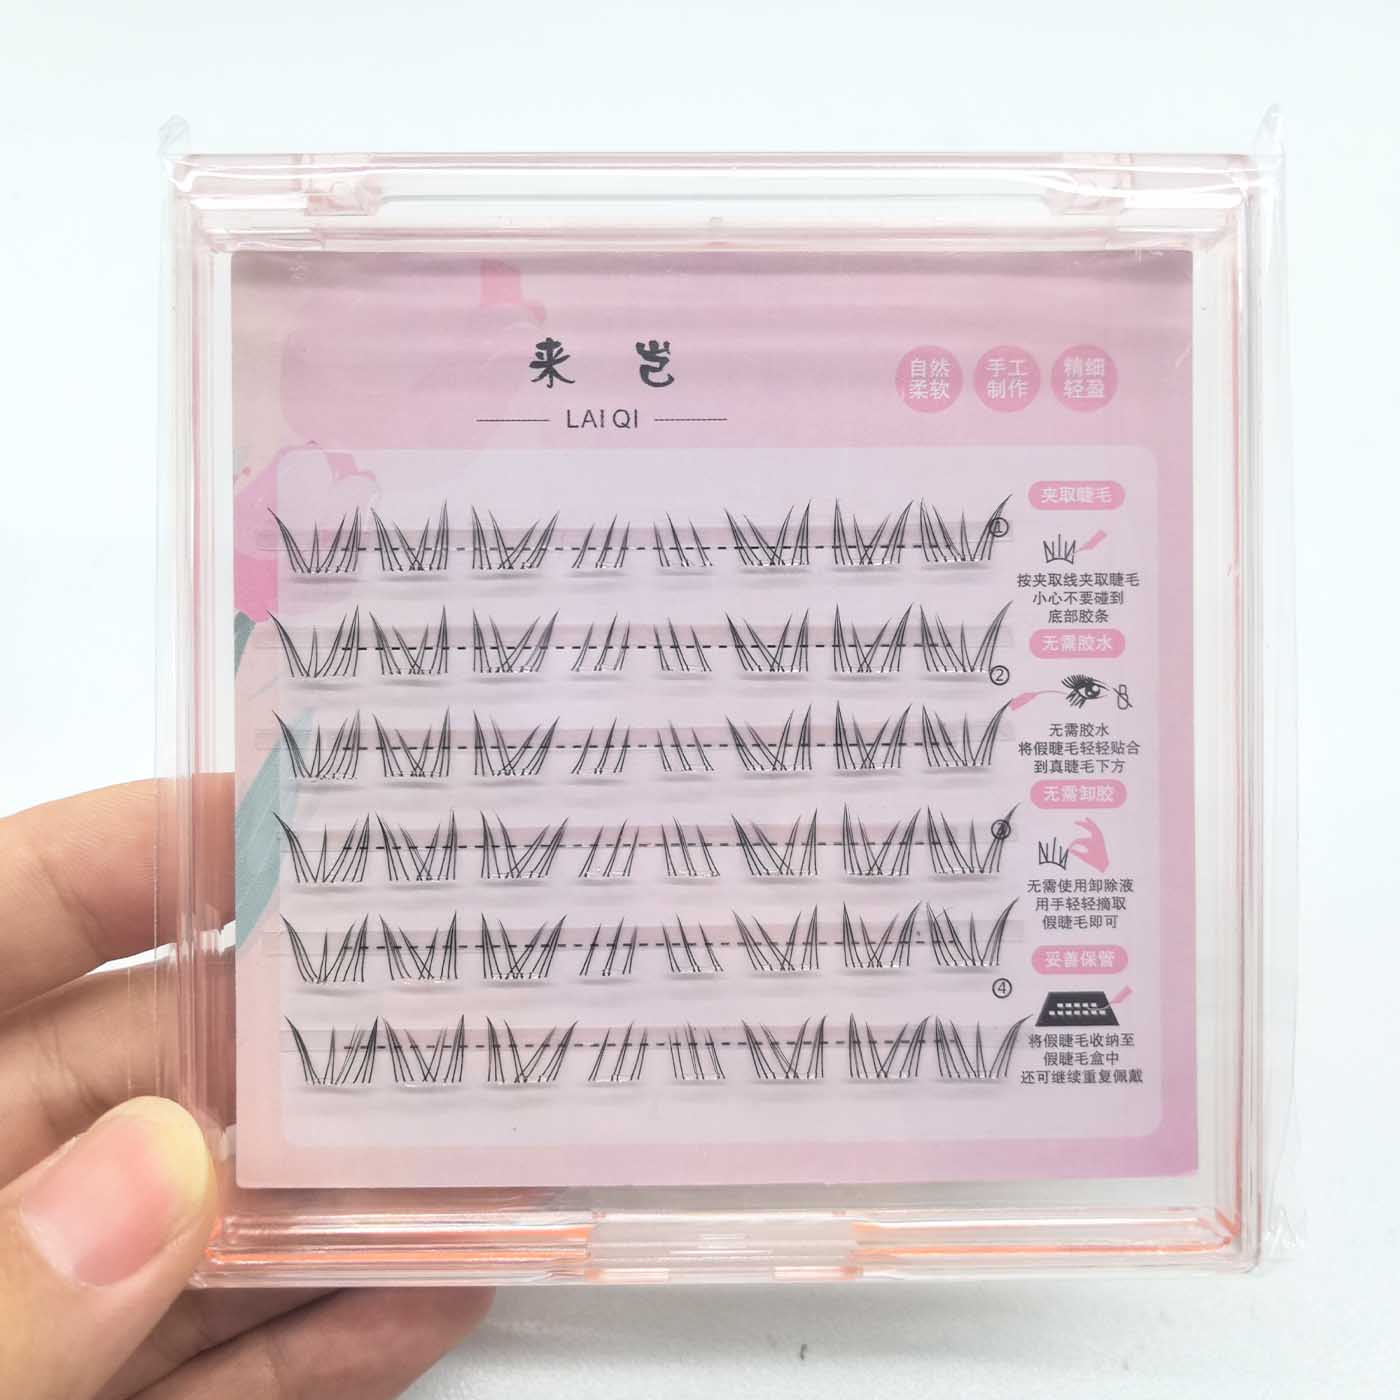 来 岂
LAI QI
自然
柔软
手工
制作
精细
轻盈
夹取睫毛
①
按夹取线夹取睫毛
小心不要碰到
底部胶条
无需胶水
②
无需胶水
将假睫毛轻轻贴合
到真睫毛下方
无需卸胶
③
无需使用卸除液
用手轻轻摘取
假睫毛即可
妥善保管
④
将假睫毛收纳至
假睫毛盒中
还可继续重复佩戴